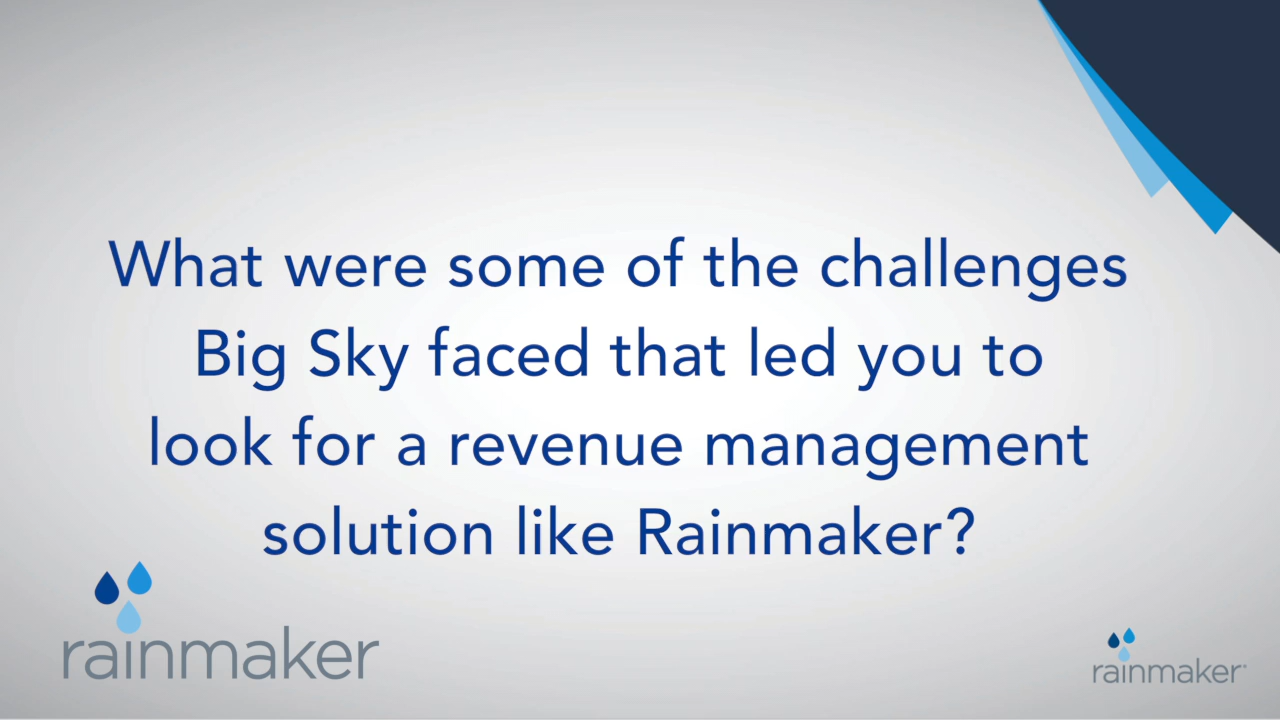 What were some of the challenges
Big Sky faced that led you to
look for a revenue management
solution like Rainmaker?
rainmaker
rainmaker